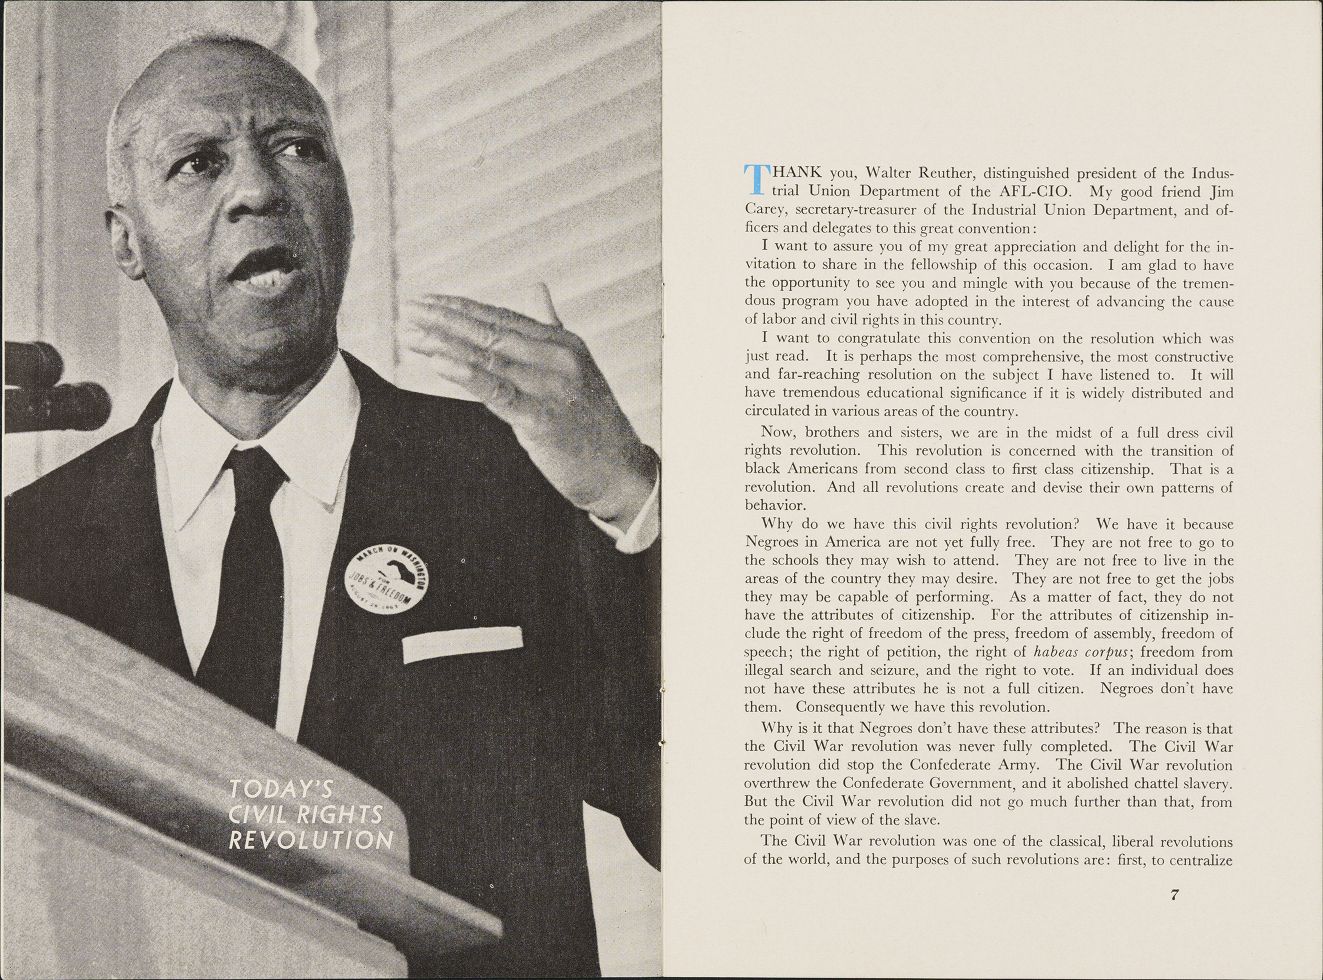 MARCH ON WASHINGTON
FOR
JOBS & FREEDOM
AUGUST 28, 1963
TODAY'S
CIVIL RIGHTS
REVOLUTION
THANK you, Walter Reuther, distinguished president of the Indus-
trial Union Department of the AFL-CIO. My good friend Jim
Carey, secretary-treasurer of the Industrial Union Department, and of-
ficers and delegates to this great convention:
I want to assure you of my great appreciation and delight for the in-
vitation to share in the fellowship of this occasion. I am glad to have
the opportunity to see you and mingle with you because of the tremen-
dous program you have adopted in the interest of advancing the cause
of labor and civil rights in this country.
I want to congratulate this convention on the resolution which was
just read. It is perhaps the most comprehensive, the most constructive
and far-reaching resolution on the subject I have listened to. It will
have tremendous educational significance if it is widely distributed and
circulated in various areas of the country.
Now, brothers and sisters, we are in the midst of a full dress civil
rights revolution. This revolution is concerned with the transition of
black Americans from second class to first class citizenship. That is a
revolution. And all revolutions create and devise their own patterns of
behavior.
Why do we have this civil rights revolution? We have it because
Negroes in America are not yet fully free. They are not free to go to
the schools they may wish to attend. They are not free to live in the
areas of the country they may desire. They are not free to get the jobs
they may be capable of performing. As a matter of fact, they do not
have the attributes of citizenship. For the attributes of citizenship in-
clude the right of freedom of the press, freedom of assembly, freedom of
speech; the right of petition, the right of habeas corpus; freedom from
illegal search and seizure, and the right to vote. If an individual does
not have these attributes he is not a full citizen. Negroes don't have
them. Consequently we have this revolution.
Why is it that Negroes don't have these attributes? The reason is that
the Civil War revolution was never fully completed. The Civil War
revolution did stop the Confederate Army. The Civil War revolution
overthrew the Confederate Government, and it abolished chattel slavery.
But the Civil War revolution did not go much further than that, from
the point of view of the slave.
The Civil War revolution was one of the classical, liberal revolutions
of the world, and the purposes of such revolutions are: first, to centralize
7